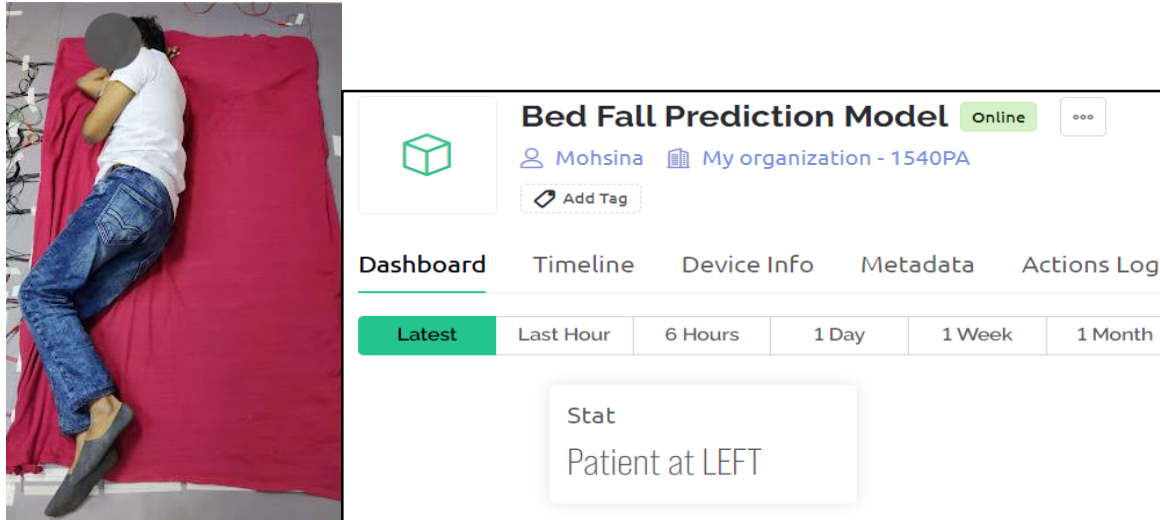 Bed Fall Prediction Model Online
Mohsina My organization - 1540PA
Add Tag
Dashboard Timeline Device Info Metadata Actions Log
Latest Last Hour 6 Hours 1 Day 1 Week 1 Month
Stat
Patient at LEFT